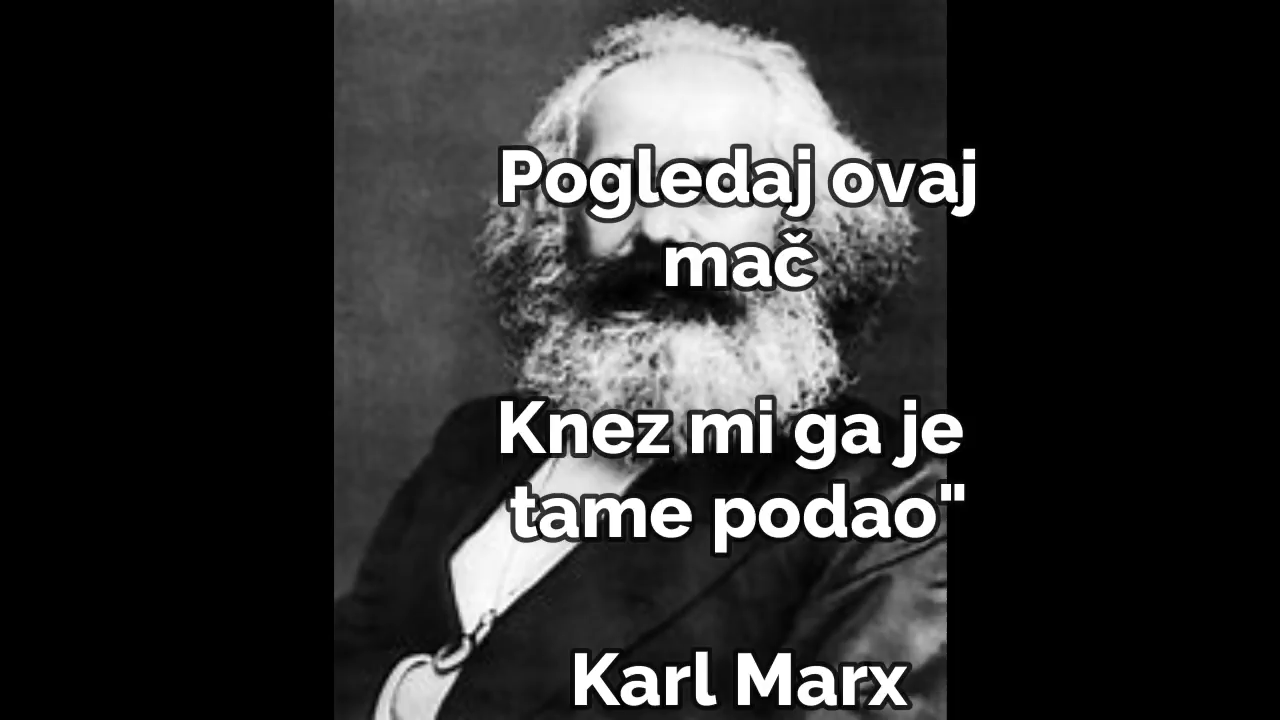 Pogledaj ovaj
mač
Knez mi ga je
tame podao"
Karl Marx